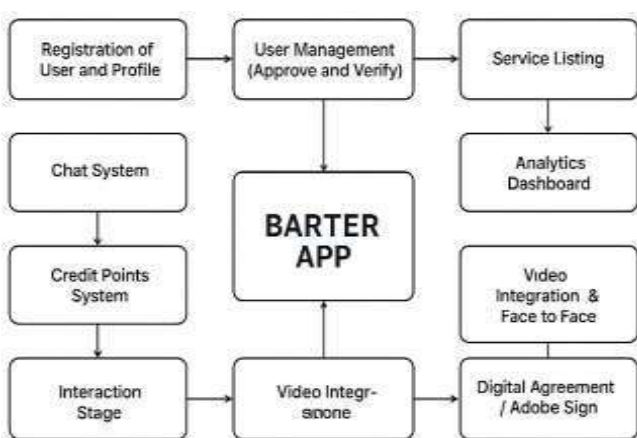 Registration of
User and Profile
User Management
(Approve and Verify)
Service Listing
Chat System
BARTER
APP
Analytics
Dashboard
Credit Points
System
Video
Integration &
Face to Face
Interaction
Stage
Video Integr-
Digital Agreement
/ Adobe Sign